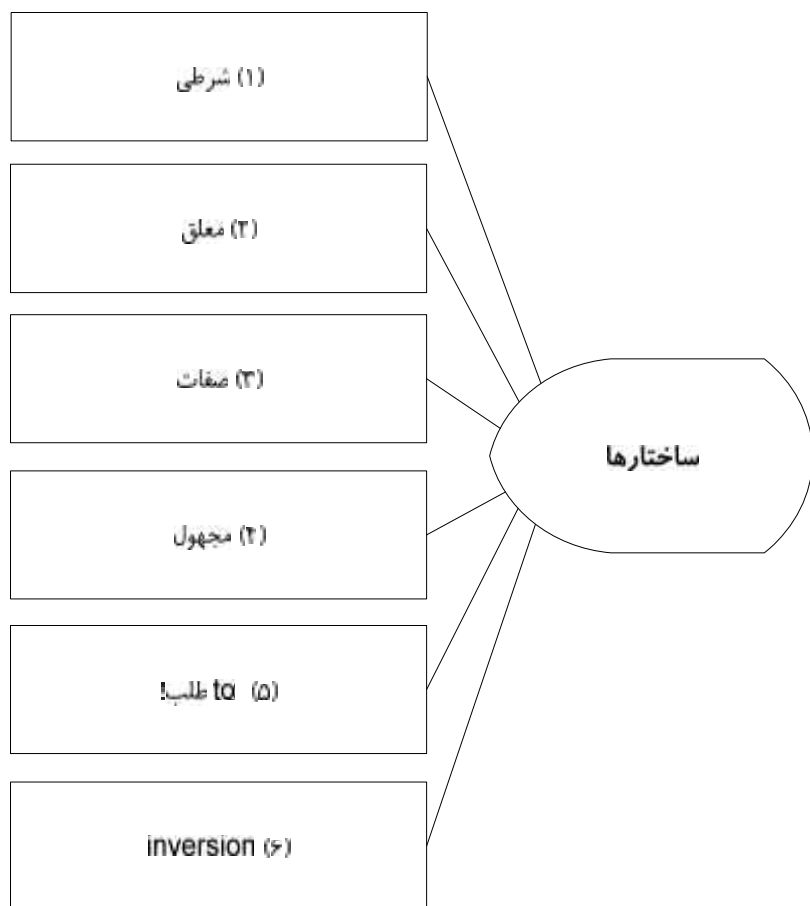 (۱) شرطی
(۲) معلق
(۳) صفات
(۴) مجهول
(۵) to طلب!
(۶) inversion
ساختارها